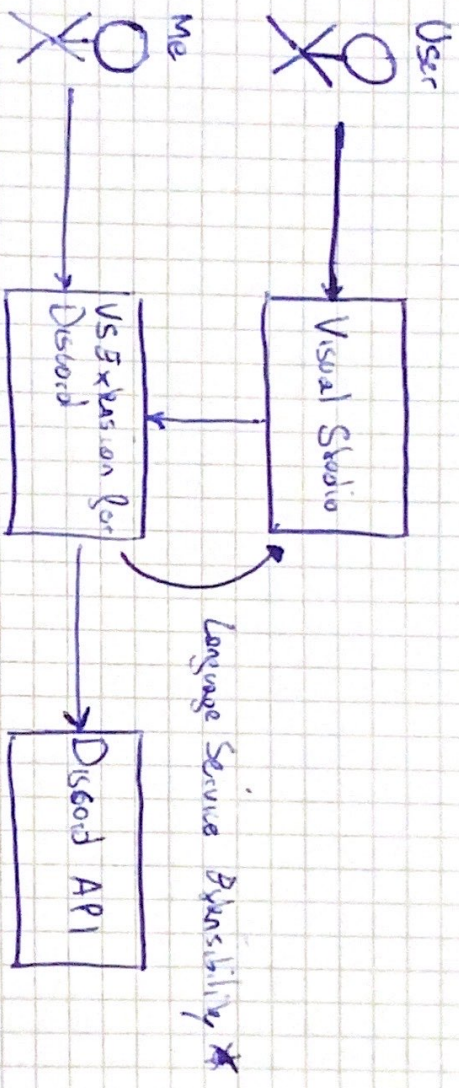 User
Visual Studio
Language Service Extensibility *
Me
VS Extension for
Discord
Discord API